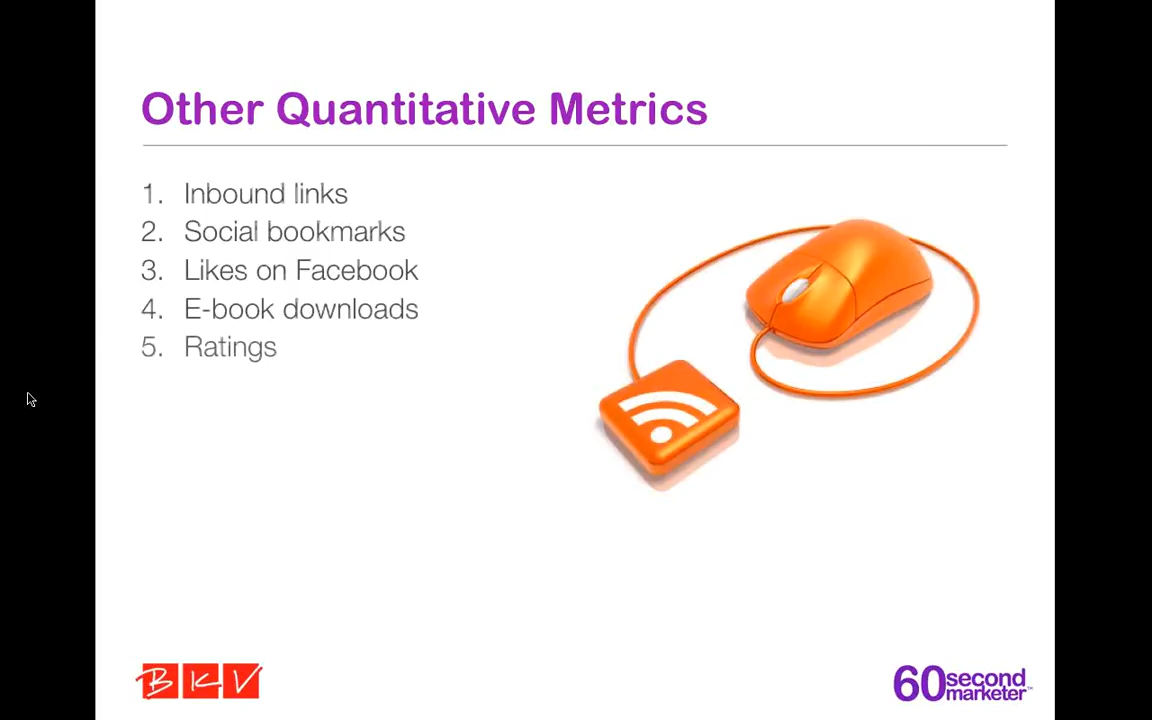 Other Quantitative Metrics
1. Inbound links
2. Social bookmarks
3. Likes on Facebook
4. E-book downloads
5. Ratings
BKV
60second
marketer™